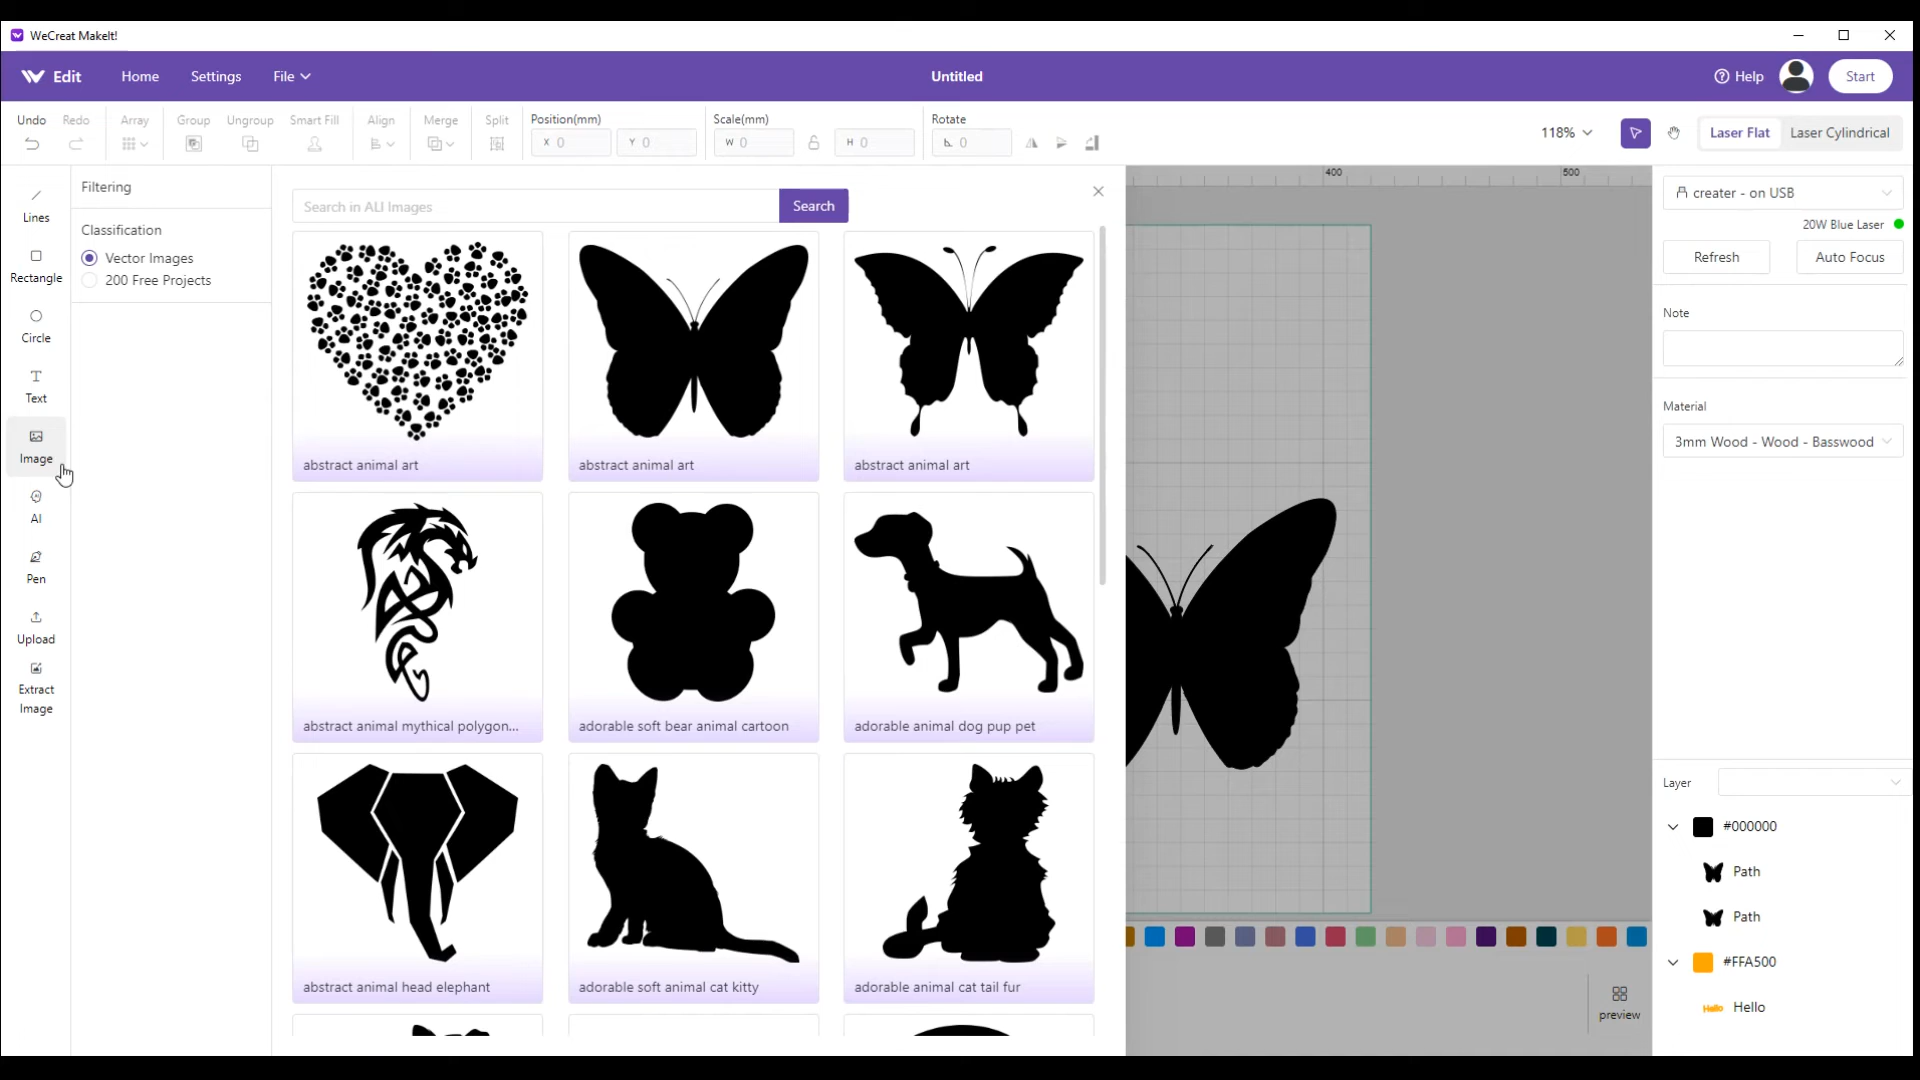 WeCreat MakeIt!
Edit Home Settings File Untitled Help Start
Undo Redo Array Group Ungroup Smart Fill Align Merge Split Position(mm) Scale(mm) Rotate
X 0 Y 0 W 0 H 0 0 118% Laser Flat Laser Cylindrical
Lines
Rectangle
Circle
Text
Image
AI
Pen
Upload
Extract
Image
Filtering
Classification
Vector Images
200 Free Projects
Search in ALI Images Search
abstract animal art abstract animal art abstract animal art
abstract animal mythical polygon... adorable soft bear animal cartoon adorable animal dog pup pet
abstract animal head elephant adorable soft animal cat kitty adorable animal cat tail fur
400 500
preview
creater - on USB
20W Blue Laser
Refresh Auto Focus
Note
Material
3mm Wood - Wood - Basswood
Layer
#000000
Path
Path
#FFA500
Hello Hello